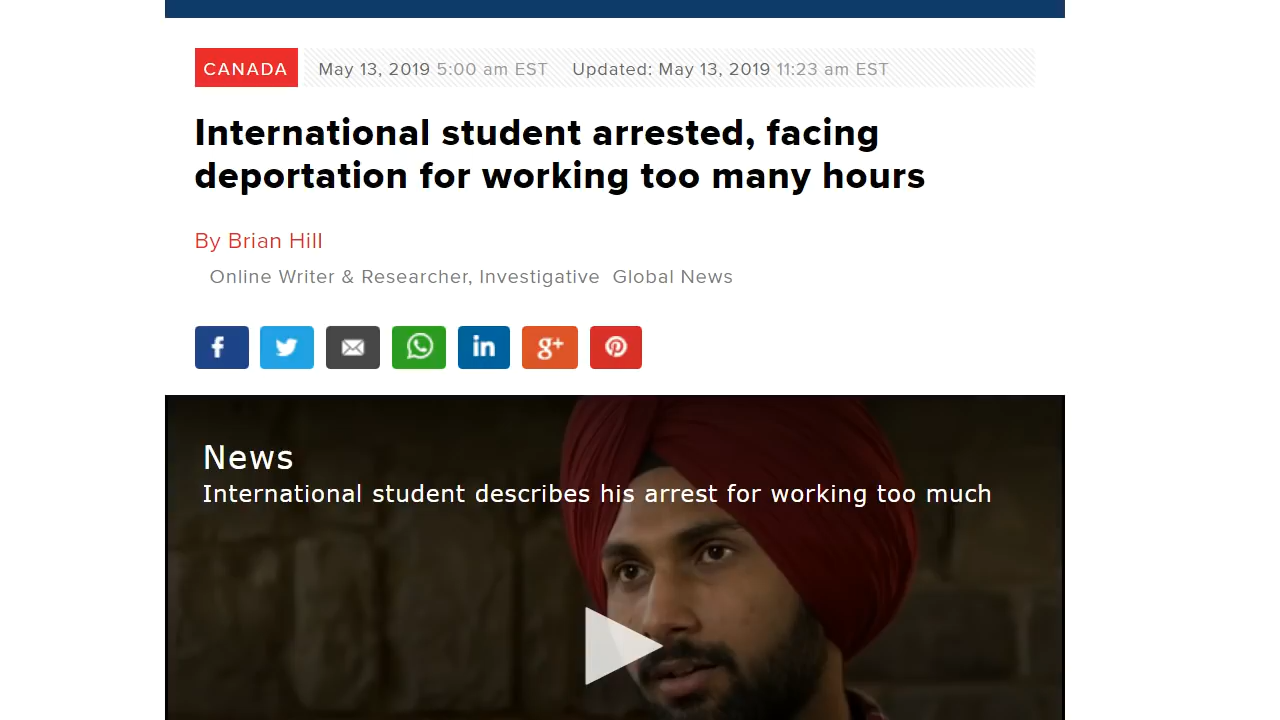 CANADA May 13, 2019 5:00 am EST Updated: May 13, 2019 11:23 am EST
International student arrested, facing
deportation for working too many hours
By Brian Hill
Online Writer & Researcher, Investigative Global News
f in g+
News
International student describes his arrest for working too much